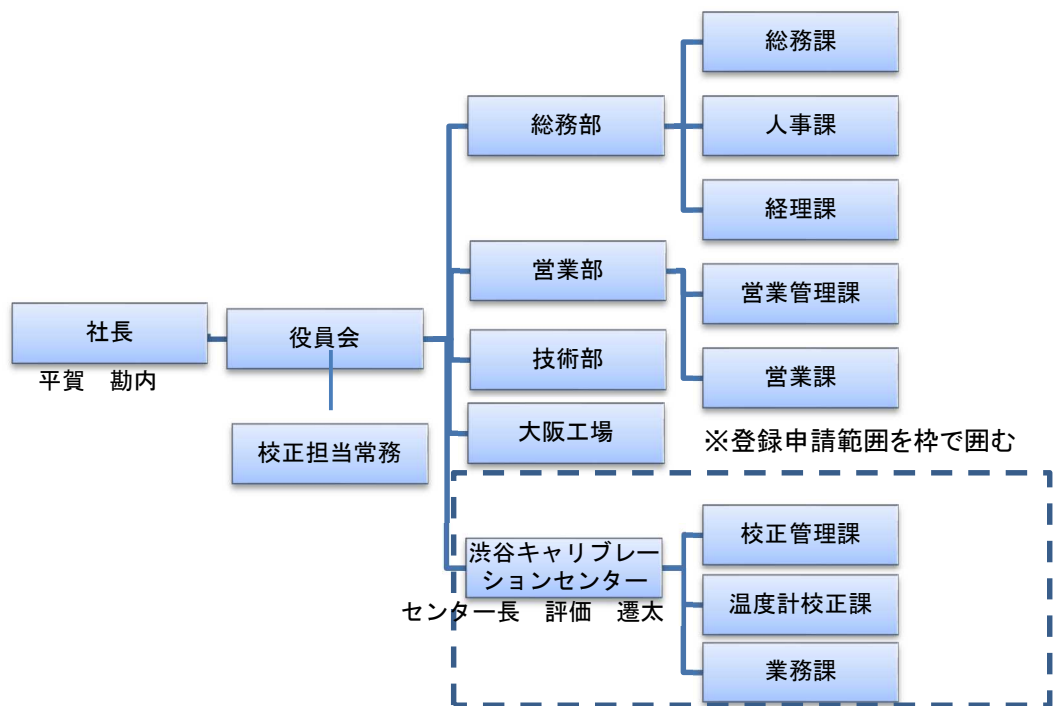 総務課
総務部
人事課
経理課
営業部
営業管理課
社長
役員会
平賀　勘内
技術部
営業課
校正担当常務
大阪工場
※登録申請範囲を枠で囲む
渋谷キャリブレー
ションセンター
センター長　評価　遷太
校正管理課
温度計校正課
業務課